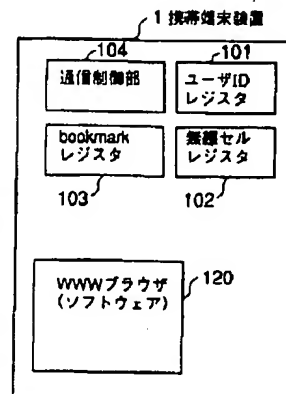 1 携帯端末装置
104
101
通信制御部
ユーザID
レジスタ
bookmark
レジスタ
無線セル
レジスタ
103
102
WWWブラウザ
(ソフトウェア)
120